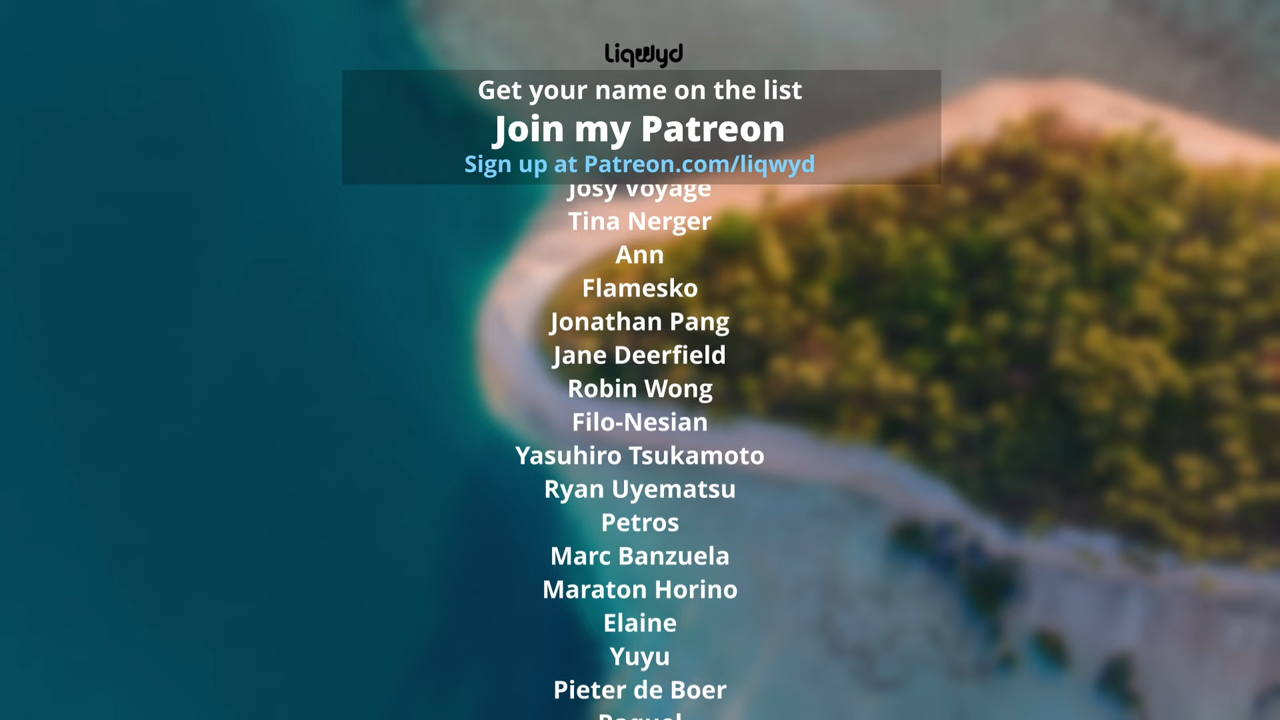 Liqwyd
Get your name on the list
Join my Patreon
Sign up at Patreon.com/liqwyd
Josy Voyage
Tina Nerger
Ann
Flamesko
Jonathan Pang
Jane Deerfield
Robin Wong
Filo-Nesian
Yasuhiro Tsukamoto
Ryan Uyematsu
Petros
Marc Banzuela
Maraton Horino
Elaine
Yuyu
Pieter de Boer